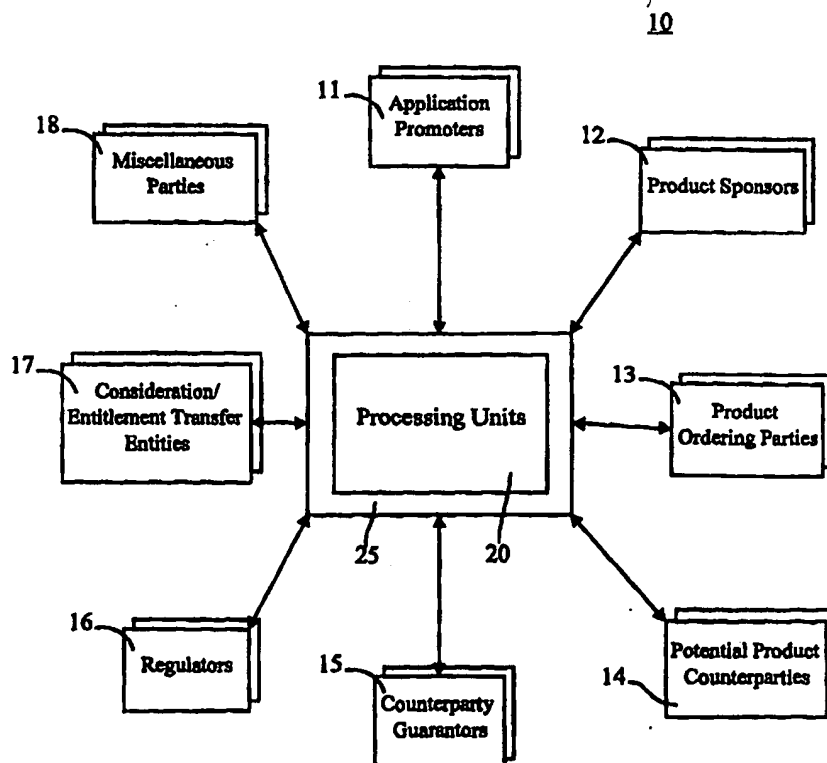 10
11
Application
Promoters
18
Miscellaneous
Parties
12
Product Sponsors
17
Consideration/
Entitlement Transfer
Entities
Processing Units
25
20
13
Product
Ordering Parties
16
Regulators
15
Counterparty
Guarantors
14
Potential Product
Counterparties